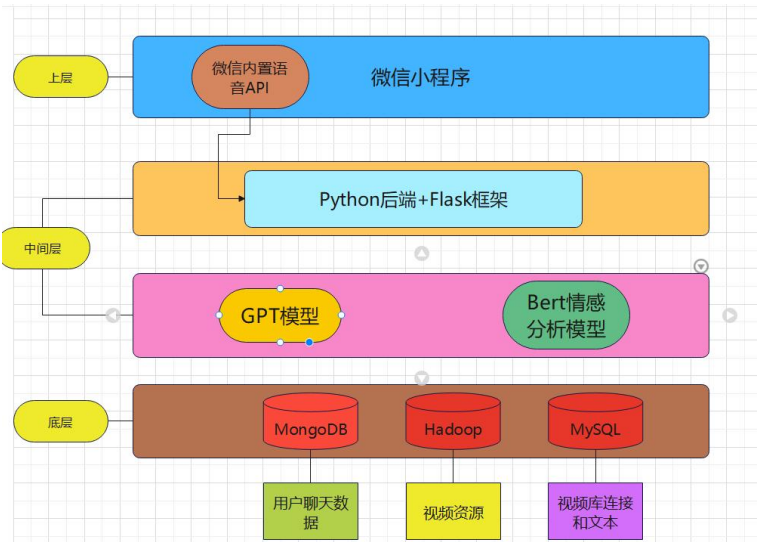 上层
微信内置语
音API
微信小程序
Python后端+Flask框架
中间层
GPT模型
Bert情感
分析模型
底层
MongoDB
Hadoop
MySQL
用户聊天数
据
视频资源
视频库连接
和文本